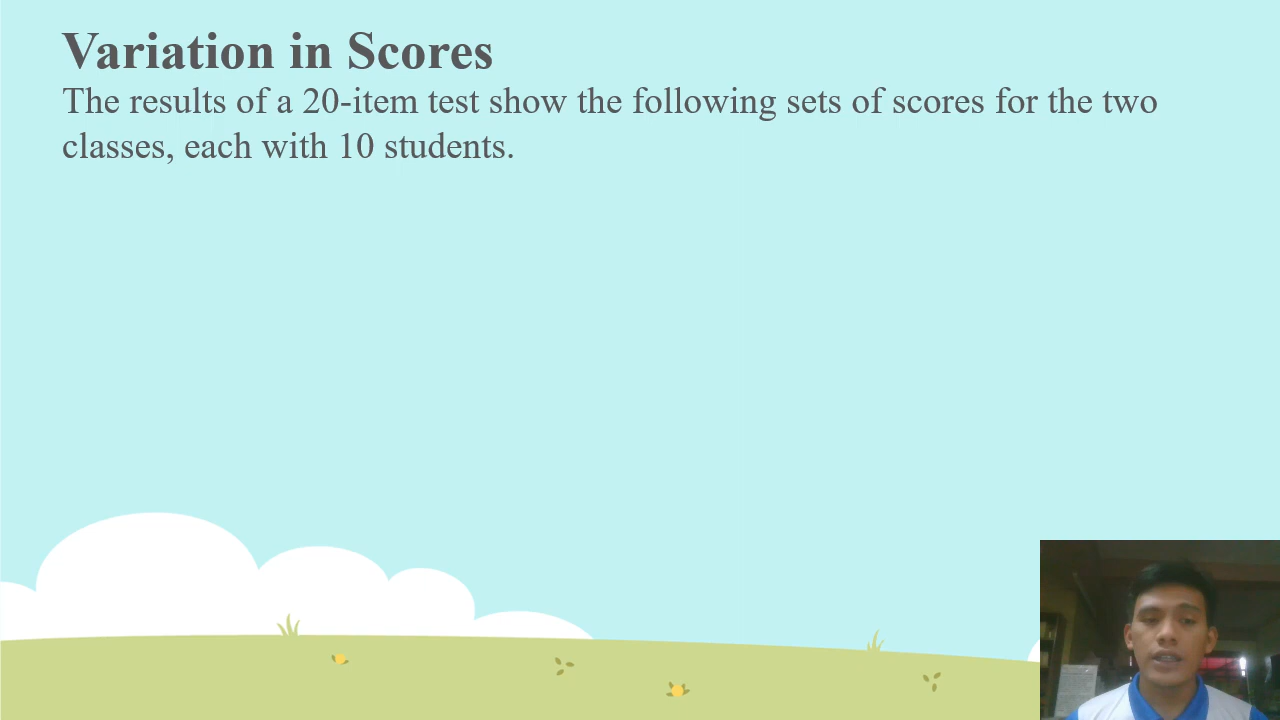 Variation in Scores
The results of a 20-item test show the following sets of scores for the two
classes, each with 10 students.